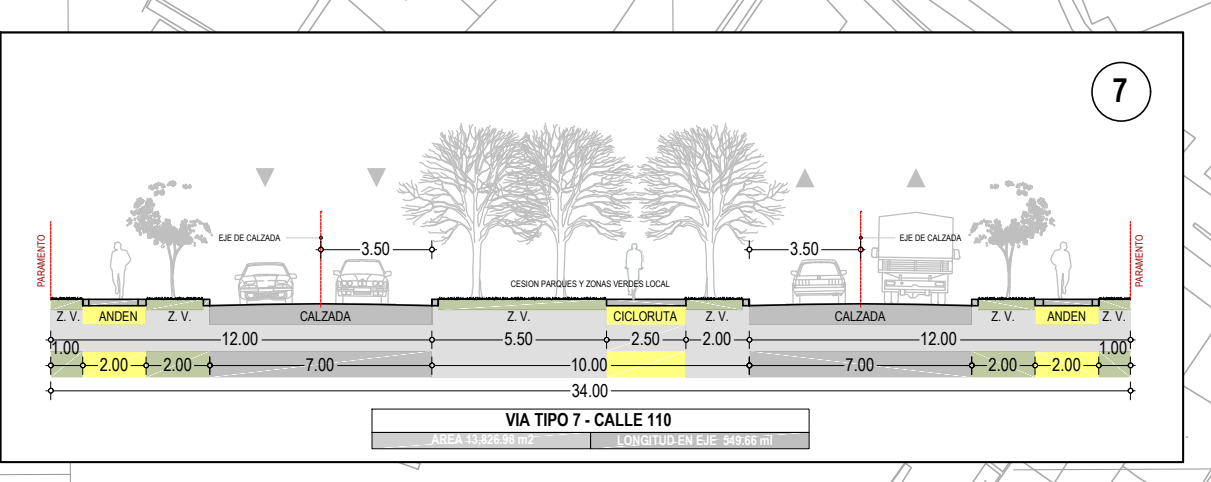 7
EJE DE CALZADA
3.50
3.50
EJE DE CALZADA
PARAMENTO
PARAMENTO
CESION PARQUES Y ZONAS VERDES LOCAL
Z. V. ANDEN Z. V. CALZADA Z. V. CICLORUTA Z. V. CALZADA Z. V. ANDEN Z. V.
12.00 5.50 2.50 2.00 12.00
1.00 2.00 2.00 7.00 10.00 7.00 2.00 2.00 1.00
34.00
VIA TIPO 7 - CALLE 110
AREA 13,826.98 m2 LONGITUD EN EJE 549.66 ml